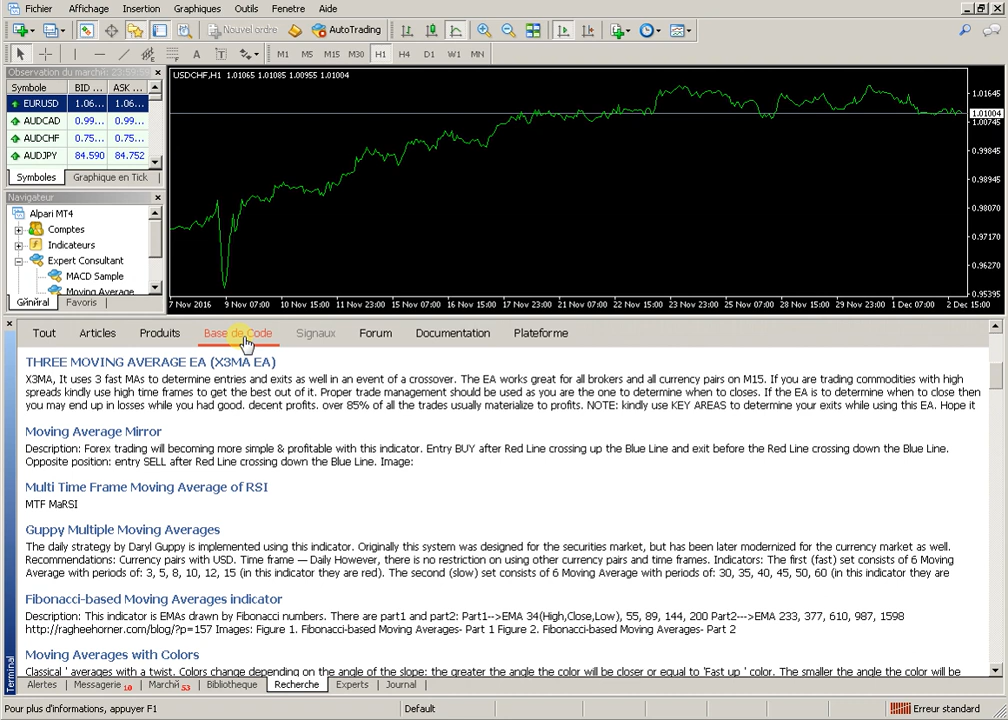 Fichier Affichage Insertion Graphiques Outils Fenetre Aide
Nouvel ordre AutoTrading
A T M1 M5 M15 M30 H1 H4 D1 W1 MN
Observation du marchй: 23:59:59
Symbole BID ... ASK ...
EURUSD 1.06... 1.06...
AUDCAD 0.99... 0.99...
AUDCHF 0.75... 0.75...
AUDJPY 84.590 84.752
Symboles Graphique en Tick
Navigateur
Alpari MT4
Comptes
Indicateurs
Expert Consultant
MACD Sample
Moving Average
Gйnйral Favoris
USDCHF,H1 1.01065 1.01085 1.00955 1.01004
1.01645
1.01004
1.00745
0.99845
0.98945
0.98070
0.97170
0.96270
0.95395
7 Nov 2016 9 Nov 07:00 10 Nov 15:00 11 Nov 23:00 15 Nov 07:00 16 Nov 15:00 17 Nov 23:00 21 Nov 07:00 22 Nov 15:00 23 Nov 23:00 25 Nov 07:00 28 Nov 15:00 29 Nov 23:00 1 Dec 07:00 2 Dec 15:00
Tout Articles Produits Base de Code Signaux Forum Documentation Plateforme
THREE MOVING AVERAGE EA (X3MA EA)
X3MA, It uses 3 fast MAs to determine entries and exits as well in an event of a crossover. The EA works great for all brokers and all currency pairs on M15. If you are trading commodities with high
spreads kindly use high time frames to get the best out of it. Proper trade management should be used as you are the one to determine when to closes. If the EA is to determine when to close then
you may end up in losses while you had good. decent profits. over 85% of all the trades usually materialize to profits. NOTE: kindly use KEY AREAS to determine your exits while using this EA. Hope it
Moving Average Mirror
Description: Forex trading will becoming more simple & profitable with this indicator. Entry BUY after Red Line crossing up the Blue Line and exit before the Red Line crossing down the Blue Line.
Opposite position: entry SELL after Red Line crossing down the Blue Line. Image:
Multi Time Frame Moving Average of RSI
MTF MaRSI
Guppy Multiple Moving Averages
The daily strategy by Daryl Guppy is implemented using this indicator. Originally this system was designed for the securities market, but has been later modernized for the currency market as well.
Recommendations: Currency pairs with USD. Time frame — Daily However, there is no restriction on using other currency pairs and time frames. Indicators: The first (fast) set consists of 6 Moving
Average with periods of: 3, 5, 8, 10, 12, 15 (in this indicator they are red). The second (slow) set consists of 6 Moving Average with periods of: 30, 35, 40, 45, 50, 60 (in this indicator they are
Fibonacci-based Moving Averages indicator
Description: This indicator is EMAs drawn by Fibonacci numbers. There are part1 and part2: Part1-->EMA 34(High,Close,Low), 55, 89, 144, 200 Part2-->EMA 233, 377, 610, 987, 1598
http://ragheehorner.com/blog/?p=157 Images: Figure 1. Fibonacci-based Moving Averages- Part 1 Figure 2. Fibonacci-based Moving Averages- Part 2
Moving Averages with Colors
Classical ' averages with a twist. Colors change depending on the angle of the slope: the greater the angle the color will be closer or equal to 'Fast up ' color. The smaller the angle the color will be
Terminal
Alertes Messagerie 10 Marchй 53 Bibliotheque Recherche Experts Journal
Pour plus d'informations, appuyer F1 Default Erreur standard